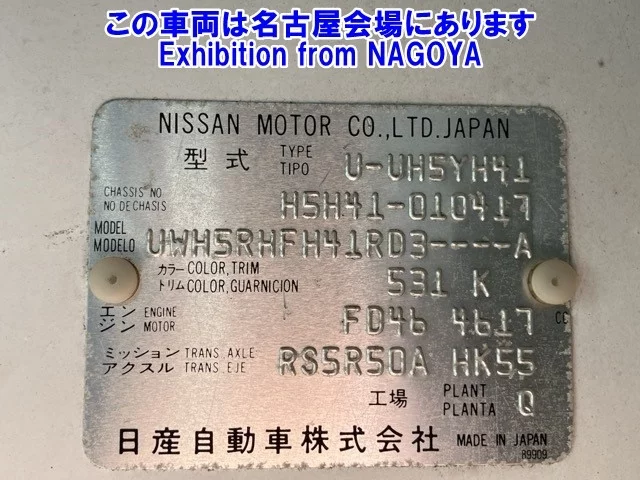 この車両は名古屋会場にあります
Exhibition from NAGOYA
NISSAN MOTOR CO.,LTD.JAPAN
型式 TYPE TIPO U-UH5YH41
CHASSIS NO NO DE CHASIS H5H41-010417
MODEL MODELO UWH5RHFH41RD3----A
カラー COLOR,TRIM
トリム COLOR,GUARNICION 531 K
エンジン ENGINE MOTOR FD46 4617 CC
ミッション TRANS.AXLE
アクスル TRANS.EJE RS5R50A HK55
工場 PLANT PLANTA Q
日産自動車株式会社 MADE IN JAPAN
89909